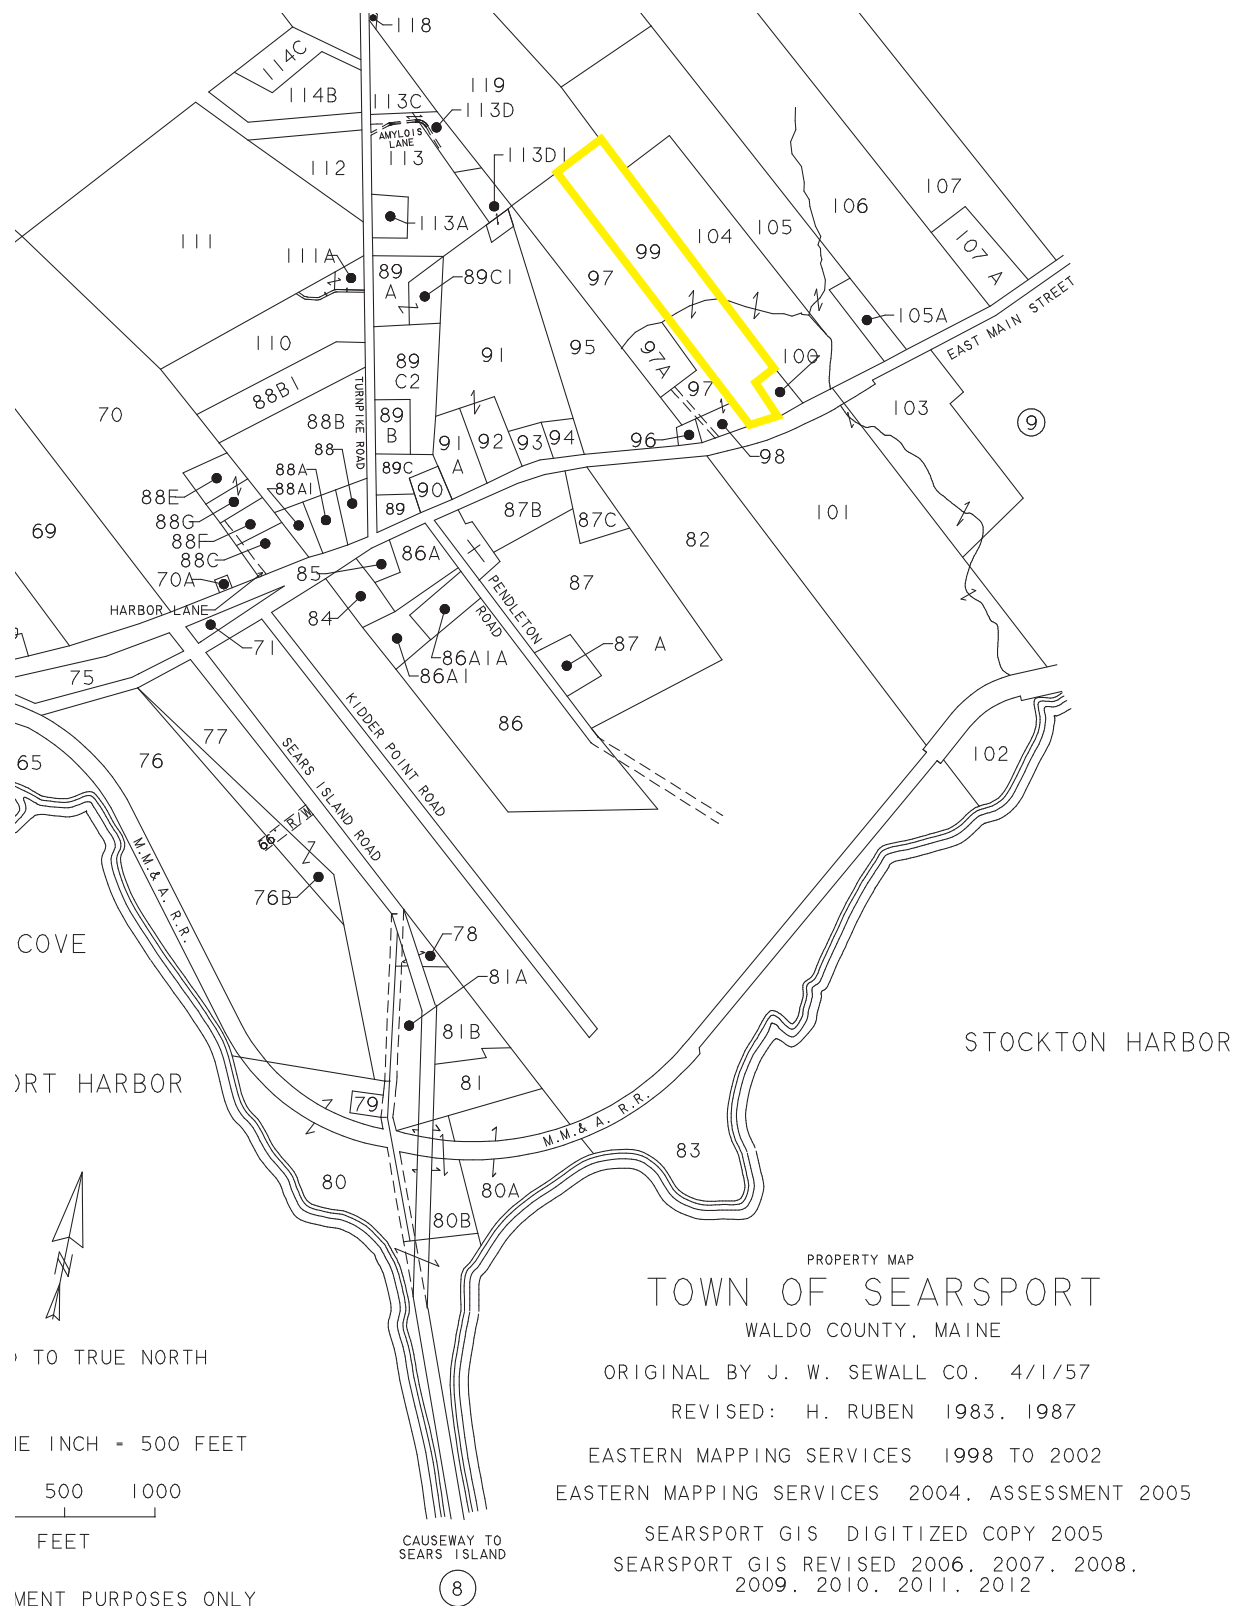 118
114C
119
114B
113C
113D
AMYLOIS
LANE
113
113D1
112
107
106
113A
105
104
107 A
111
99
111A
89
A
89C1
97
105A
EAST MAIN STREET
110
91
95
100
89
C2
97A
88B1
97
TURNPIKE ROAD
70
88B
89
B
103
9
91
A
92
93
94
96
98
88
88A
88A1
89C
90
88E
89
87B
87C
101
88G
88F
69
82
88C
86A
85
70A
87
HARBOR LANE
PENDLETON
ROAD
84
71
86A1A
87 A
86A1
75
KIDDER POINT ROAD
86
77
76
65
SEARS ISLAND ROAD
102
66' R/W
M.M.& A. R.R.
76B
78
COVE
81A
81B
STOCKTON HARBOR
ORT HARBOR
81
79
M.M.& A. R.R.
83
80
80A
80B
PROPERTY MAP
TOWN OF SEARSPORT
N
WALDO COUNTY, MAINE
TO TRUE NORTH
ORIGINAL BY J. W. SEWALL CO. 4/1/57
REVISED: H. RUBEN 1983, 1987
NE INCH = 500 FEET
EASTERN MAPPING SERVICES 1998 TO 2002
500 1000
EASTERN MAPPING SERVICES 2004, ASSESSMENT 2005
FEET
SEARSPORT GIS DIGITIZED COPY 2005
CAUSEWAY TO
SEARS ISLAND
SEARSPORT GIS REVISED 2006, 2007, 2008,
2009, 2010, 2011, 2012
8
MENT PURPOSES ONLY